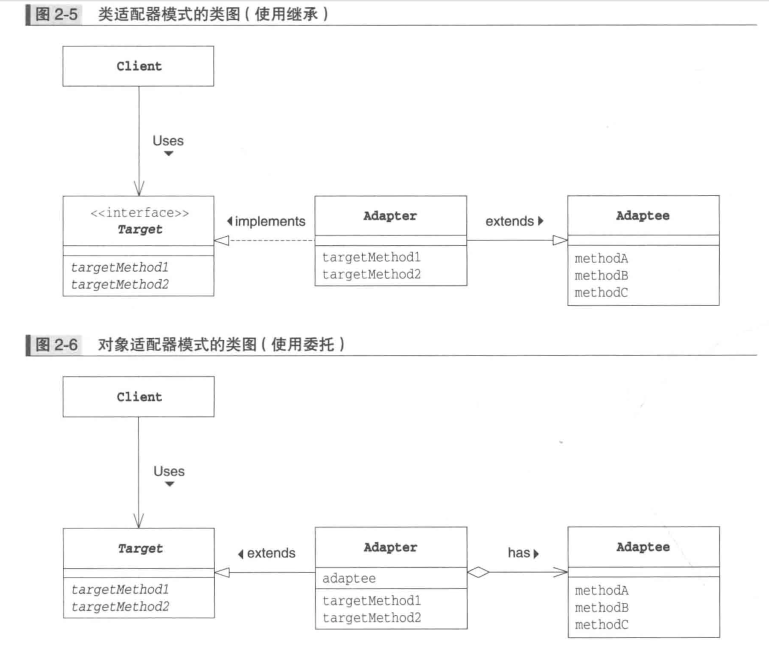 图 2-5 类适配器模式的类图（使用继承）
Client
Uses
<<interface>>
Target
targetMethod1
targetMethod2
implements
Adapter
targetMethod1
targetMethod2
extends
Adaptee
methodA
methodB
methodC
图 2-6 对象适配器模式的类图（使用委托）
Client
Uses
Target
targetMethod1
targetMethod2
extends
Adapter
adaptee
targetMethod1
targetMethod2
has
Adaptee
methodA
methodB
methodC